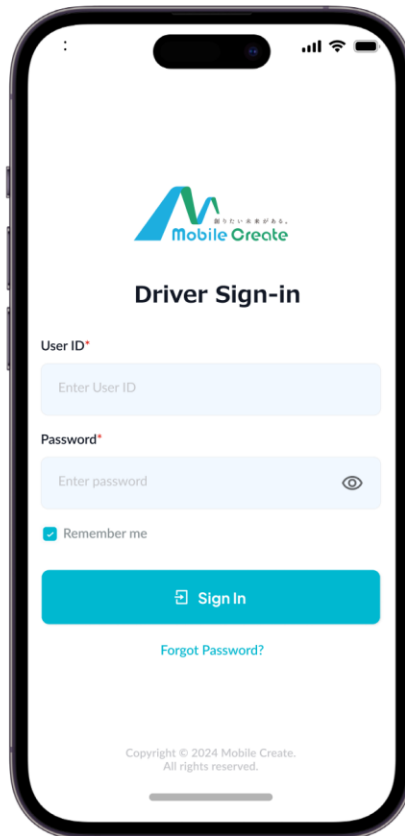 :
創りたい未来がある。
Mobile Create
Driver Sign-in
User ID*
Enter User ID
Password*
Enter password
Remember me
Sign In
Forgot Password?
Copyright © 2024 Mobile Create.
All rights reserved.